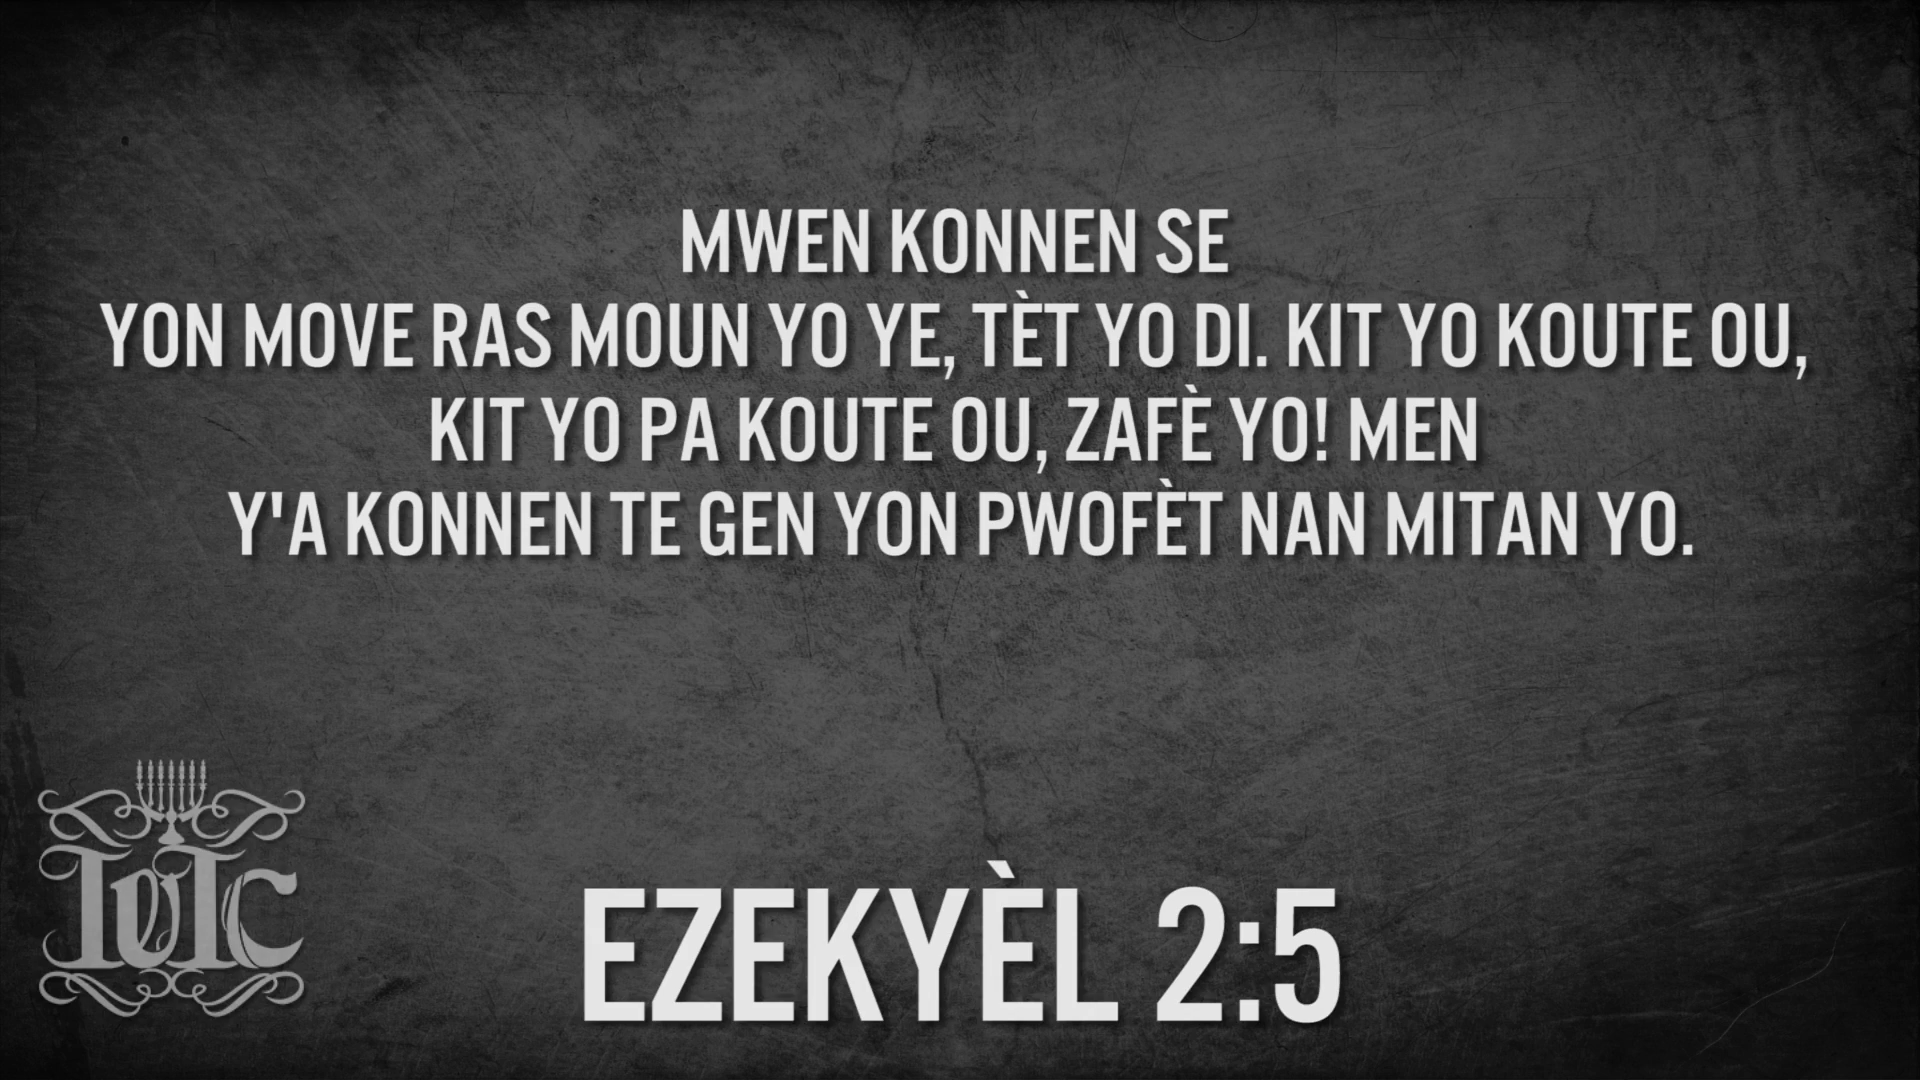 MWEN KONNEN SE
YON MOVE RAS MOUN YO YE, TÈT YO DI. KIT YO KOUTE OU,
KIT YO PA KOUTE OU, ZAFÈ YO! MEN
Y'A KONNEN TE GEN YON PWOFÈT NAN MITAN YO.
IUIC
EZEKYÈL 2:5